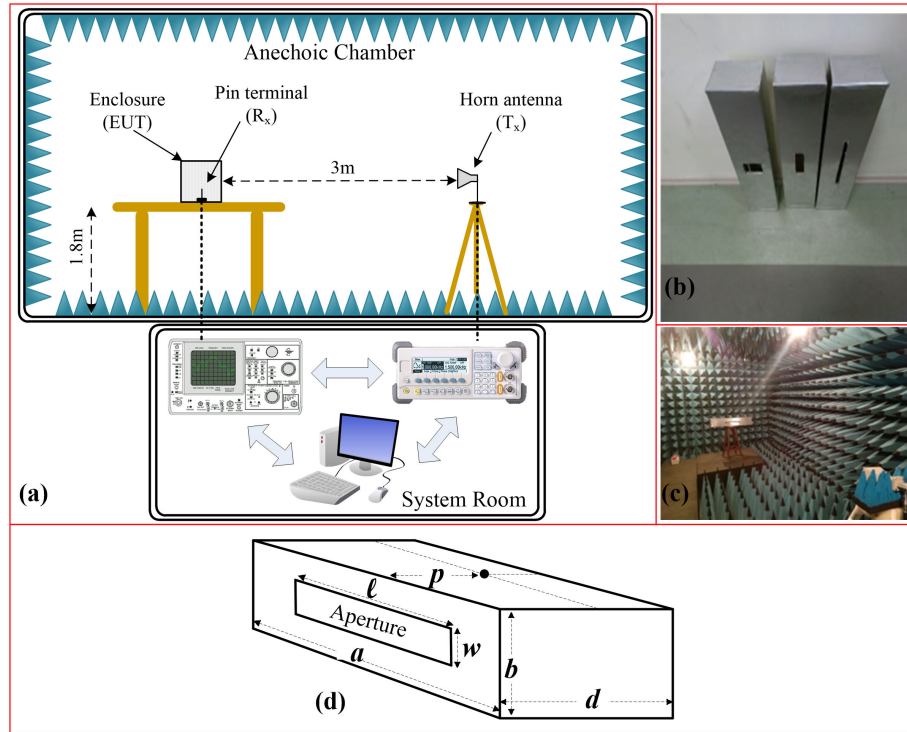 Anechoic Chamber
Enclosure
(EUT)
Pin terminal
(Rx)
Horn antenna
(Tx)
3m
1.8m
(a)
System Room
(b)
(c)
p
ℓ
Aperture
w
a
b
d
(d)